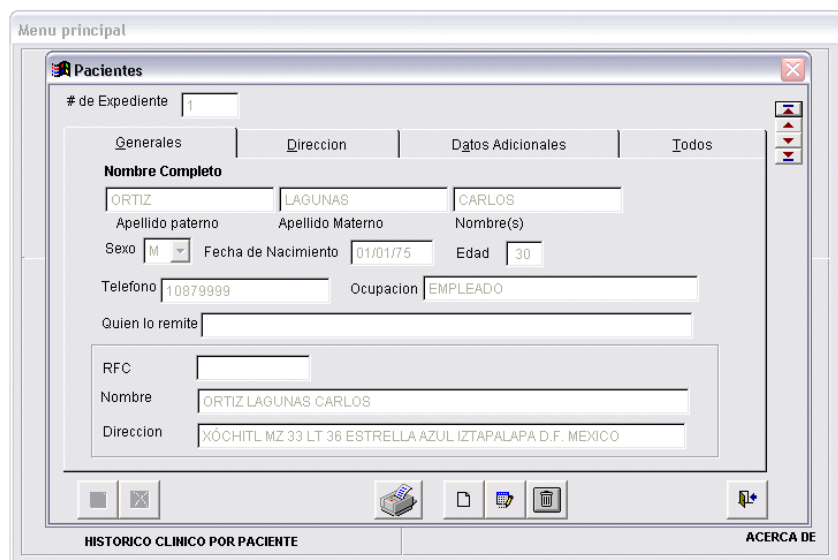 Menu principal
Pacientes
# de Expediente 1
Generales Direccion Datos Adicionales Todos
Nombre Completo
ORTIZ LAGUNAS CARLOS
Apellido paterno Apellido Materno Nombre(s)
Sexo M Fecha de Nacimiento 01/01/75 Edad 30
Telefono 10879999 Ocupacion EMPLEADO
Quien lo remite
RFC
Nombre ORTIZ LAGUNAS CARLOS
Direccion XÓCHITL MZ 33 LT 36 ESTRELLA AZUL IZTAPALAPA D.F. MEXICO
HISTORICO CLINICO POR PACIENTE ACERCA DE